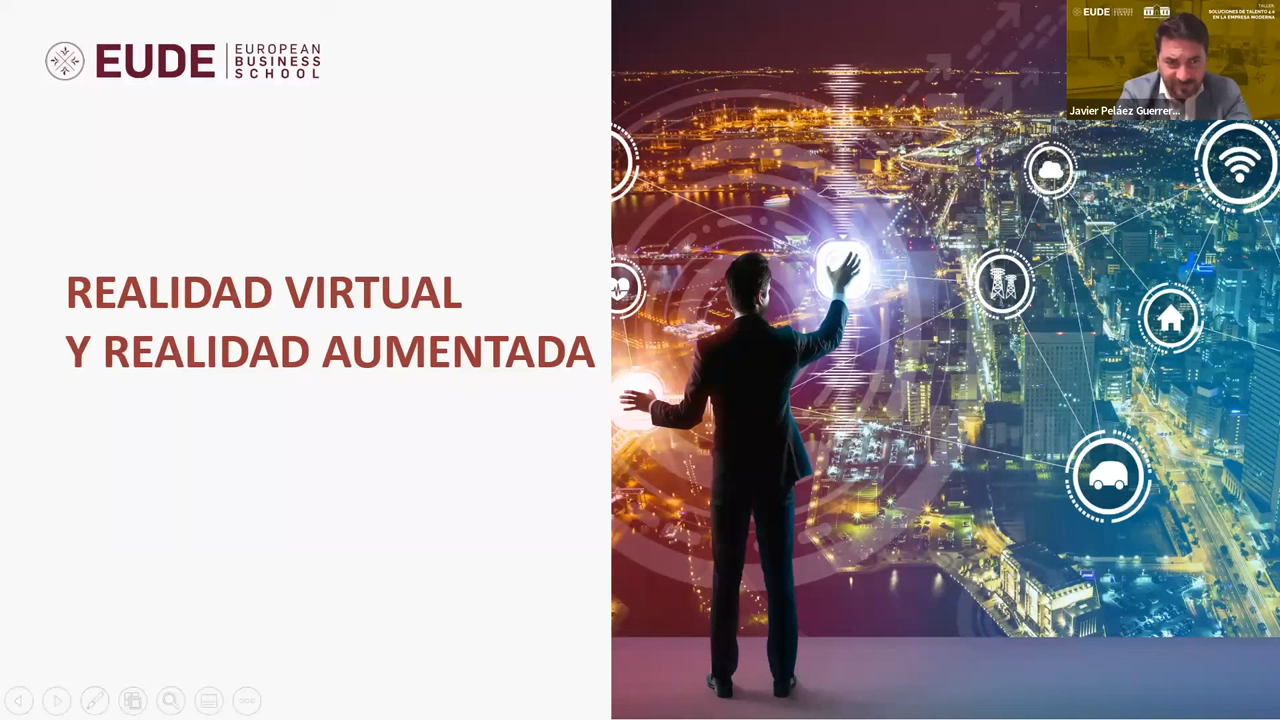 EUDE
EUROPEAN
BUSINESS
SCHOOL
REALIDAD VIRTUAL
Y REALIDAD AUMENTADA
EUDE
TALLER
SOLUCIONES DE TALENTO 4.0
EN LA EMPRESA MODERNA
Javier Peláez Guerrer...